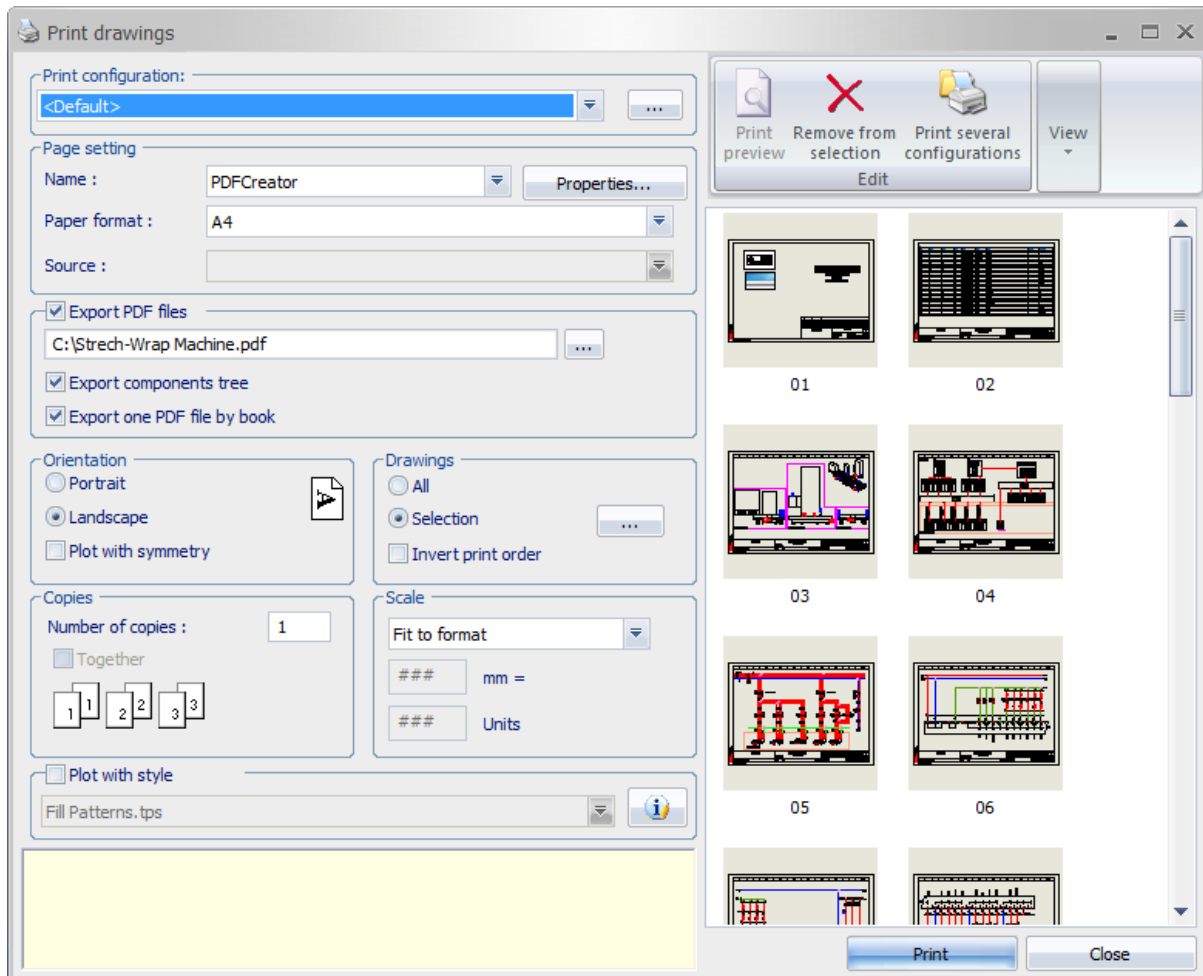 Print drawings
Print configuration:
<Default>
...
Page setting
Name :
PDFCreator
Properties...
Paper format :
A4
Source :
Export PDF files
C:\Strech-Wrap Machine.pdf
...
Export components tree
Export one PDF file by book
Orientation
Portrait
Landscape
Plot with symmetry
A
Drawings
All
Selection
...
Invert print order
Copies
Number of copies :
1
Together
1 1 2 2 3 3
Scale
Fit to format
###
mm =
###
Units
Plot with style
Fill Patterns.tps
Print preview
Remove from selection
Print several configurations
View
Edit
01
02
03
04
05
06
Print
Close